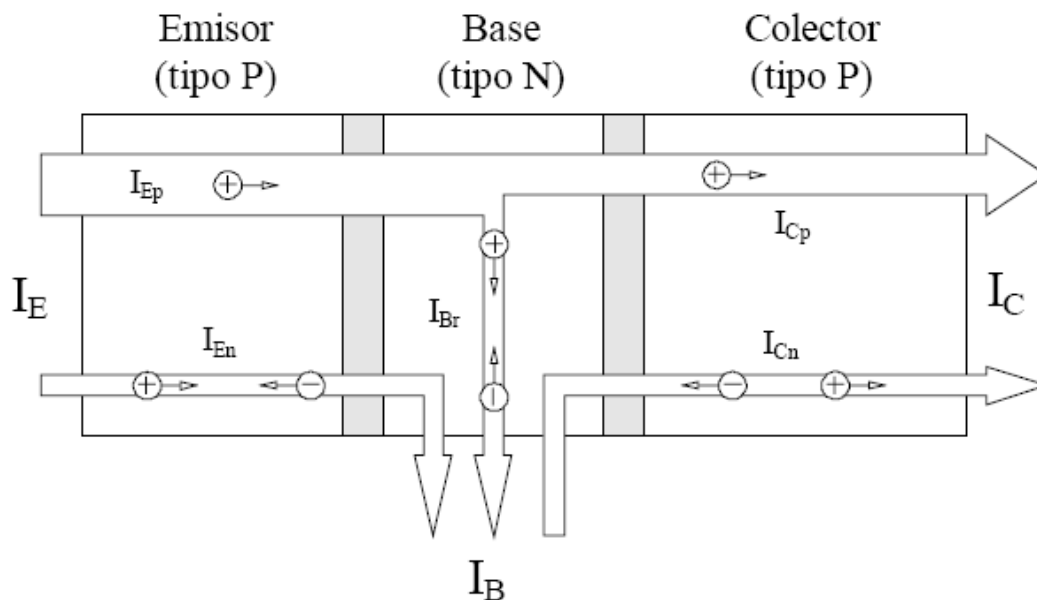 Emisor
(tipo P)
Base
(tipo N)
Colector
(tipo P)
I_Ep
I_Cp
I_E
I_Br
I_C
I_En
I_Cn
I_B